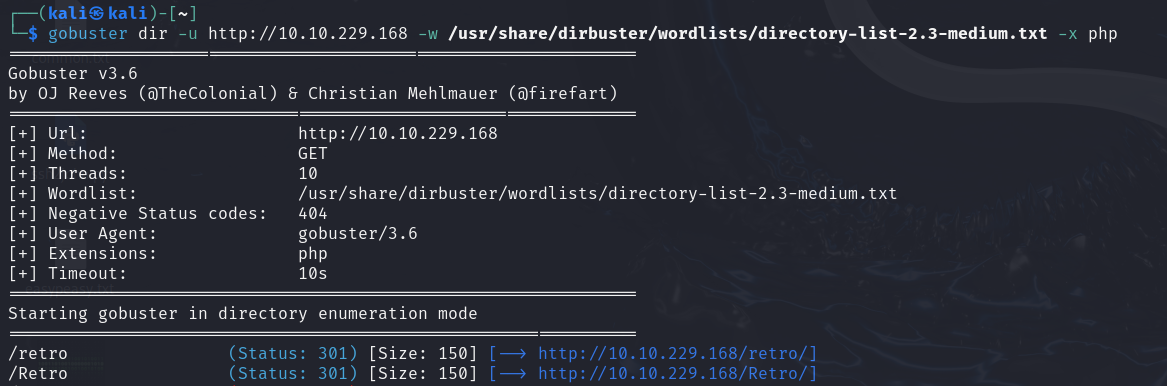 ┌──(kali㉿kali)-[~]
└─$ gobuster dir -u http://10.10.229.168 -w /usr/share/dirbuster/wordlists/directory-list-2.3-medium.txt -x php
===============================================================
common.txt
Gobuster v3.6
by OJ Reeves (@TheColonial) & Christian Mehlmauer (@firefart)
===============================================================
[+] Url:                     http://10.10.229.168
[+] Method:                  GET
[+] Threads:                 10
[+] Wordlist:                /usr/share/dirbuster/wordlists/directory-list-2.3-medium.txt
[+] Negative Status codes:   404
[+] User Agent:              gobuster/3.6
[+] Extensions:              php
[+] Timeout:                 10s
easypeasy.txt
===============================================================
Starting gobuster in directory enumeration mode
===============================================================
/retro                (Status: 301) [Size: 150] [--> http://10.10.229.168/retro/]
/Retro                (Status: 301) [Size: 150] [--> http://10.10.229.168/Retro/]